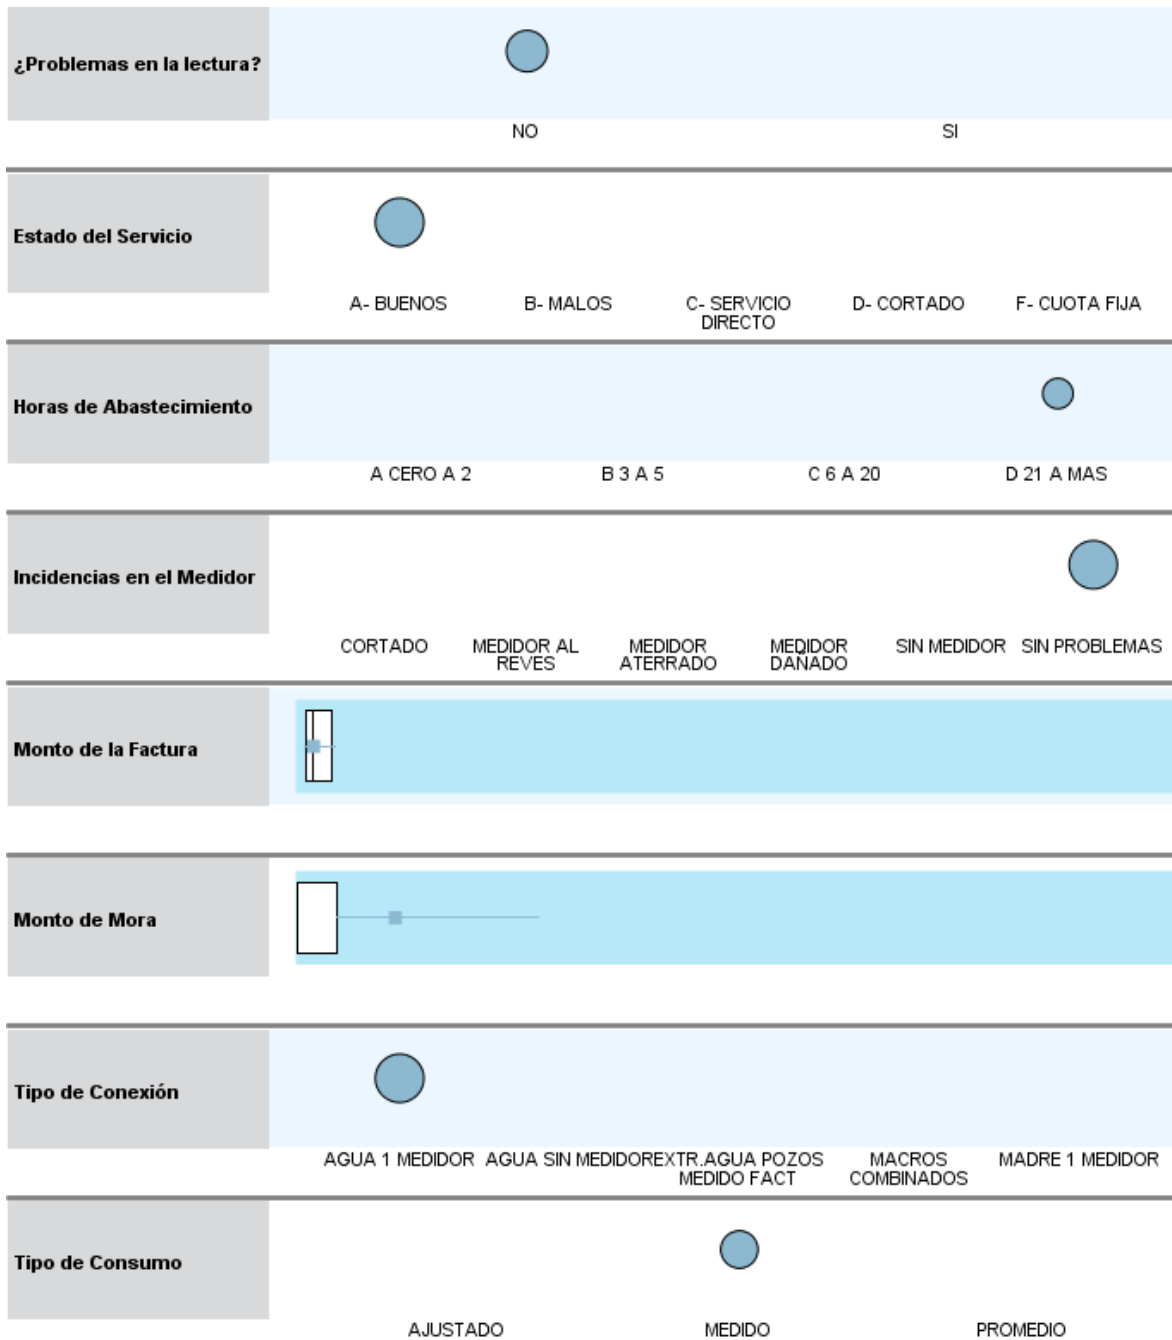 ¿Problemas en la lectura?
NO SI
Estado del Servicio
A- BUENOS B- MALOS C- SERVICIO DIRECTO D- CORTADO F- CUOTA FIJA
Horas de Abastecimiento
A CERO A 2 B 3 A 5 C 6 A 20 D 21 A MAS
Incidencias en el Medidor
CORTADO MEDIDOR AL REVES MEDIDOR ATERRADO MEDIDOR DAÑADO SIN MEDIDOR SIN PROBLEMAS
Monto de la Factura
Monto de Mora
Tipo de Conexión
AGUA 1 MEDIDOR AGUA SIN MEDIDOR EXTR.AGUA POZOS MEDIDO FACT MACROS COMBINADOS MADRE 1 MEDIDOR
Tipo de Consumo
AJUSTADO MEDIDO PROMEDIO